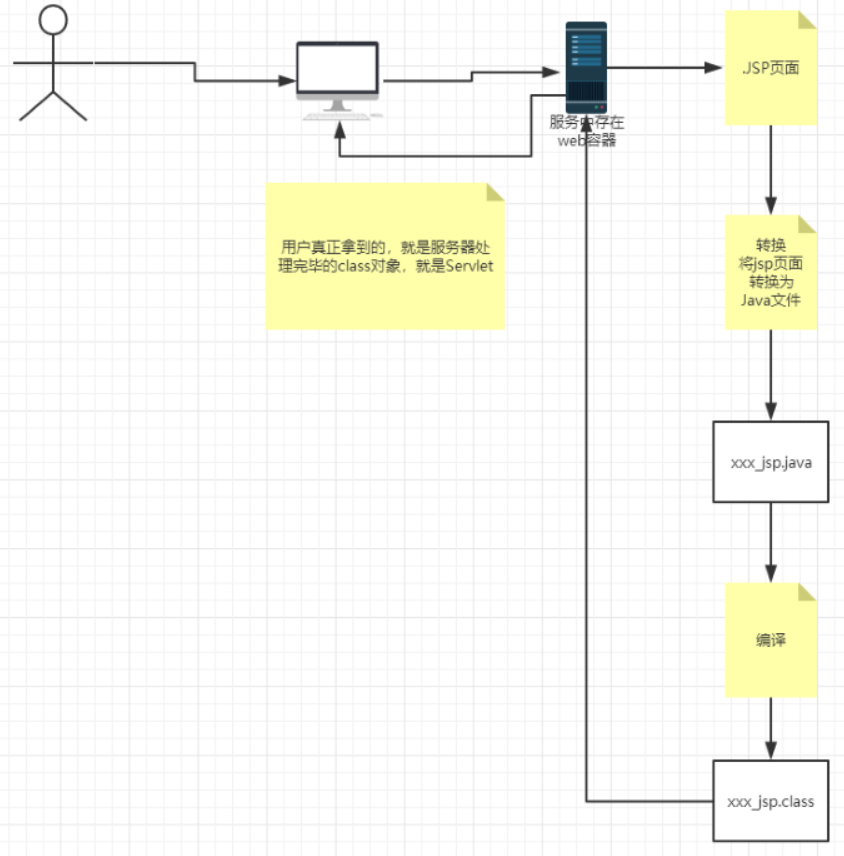 .JSP页面
服务中存在
web容器
用户真正拿到的，就是服务器处
理完毕的class对象，就是Servlet
转换
将jsp页面
转换为
Java文件
xxx_jsp.java
编译
xxx_jsp.class